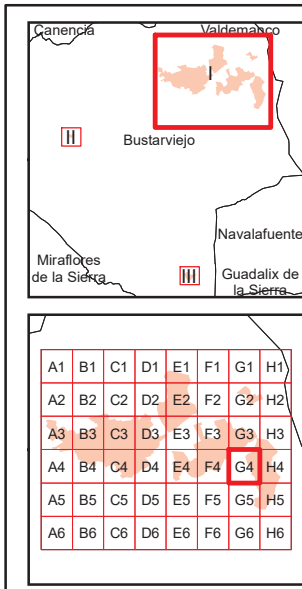 Canencia Valdemanco
I
II Bustarviejo
Navalafuente
Miraflores
de la Sierra
III
Guadalix de
la Sierra
A1 B1 C1 D1 E1 F1 G1 H1
A2 B2 C2 D2 E2 F2 G2 H2
A3 B3 C3 D3 E3 F3 G3 H3
A4 B4 C4 D4 E4 F4 G4 H4
A5 B5 C5 D5 E5 F5 G5 H5
A6 B6 C6 D6 E6 F6 G6 H6